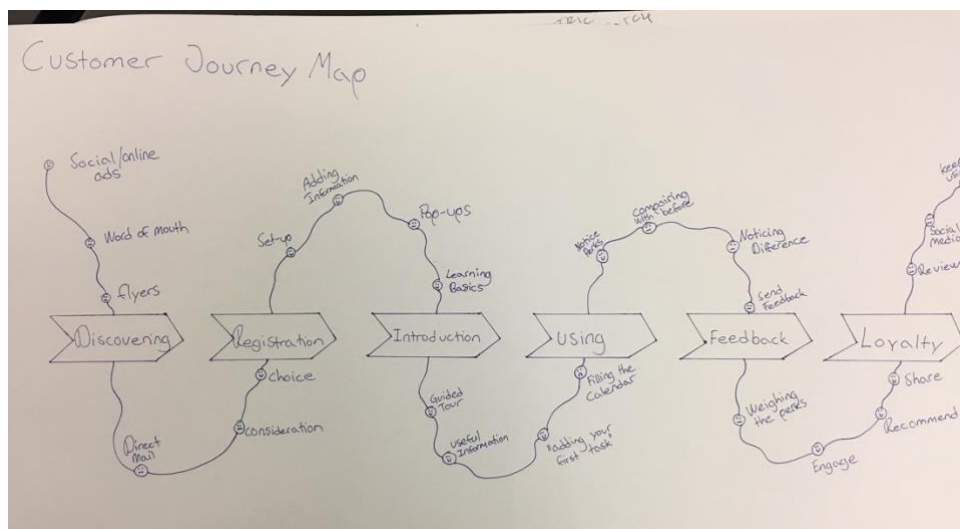 Customer Journey Map
Social/online
ads
Word of mouth
flyers
Discovering
Direct
Mail
consideration
choice
Registration
Set-up
Adding
Information
Pop-ups
Learning
Basics
Introduction
Guided
Tour
useful
Information
"adding your
first task"
Filling the
Calendar
Using
Notice
Perks
Compairing
with before
Noticing
Difference
Send
Feedback
Feedback
Weighing
the perks
Engage
Recommend
Share
Loyalty
Review
Social
media
keep